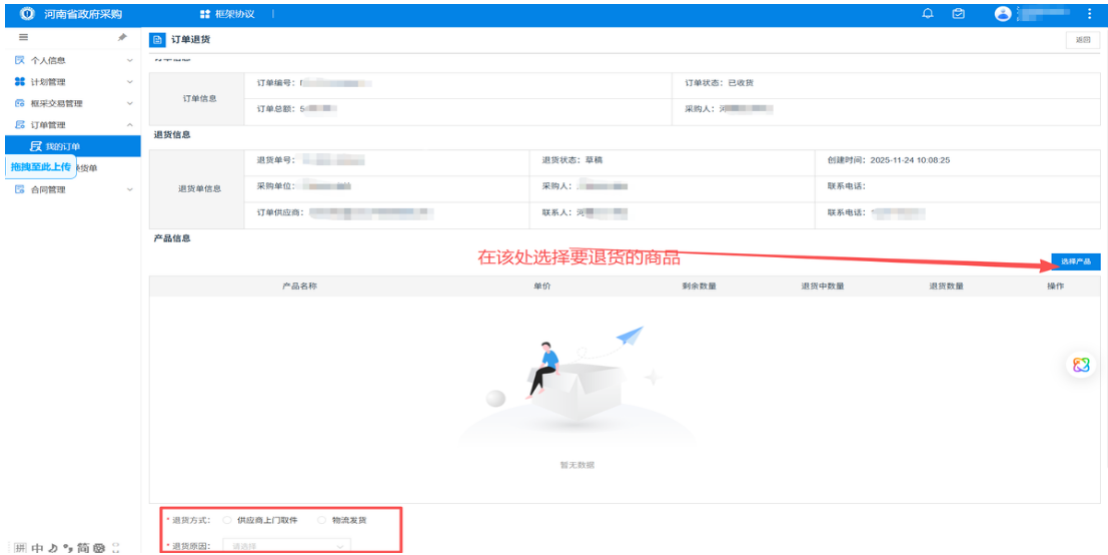 河南省政府采购
框架协议
订单退货
返回
个人信息
计划管理
框采交易管理
订单管理
我的订单
拖拽至此上传
货单
合同管理
订单信息
订单编号:
订单状态:已收货
订单总额:
采购人:
退货信息
退货单信息
退货单号:
退货状态:草稿
创建时间:2025-11-24 10:08:25
采购单位:
采购人:
联系电话:
订单供应商:
联系人:
联系电话:
产品信息
在该处选择要退货的商品
选择产品
产品名称 单价 剩余数量 退货中数量 退货数量 操作
暂无数据
* 退货方式: 供应商上门取件 物流发货
* 退货原因: 请选择
拼 中 简